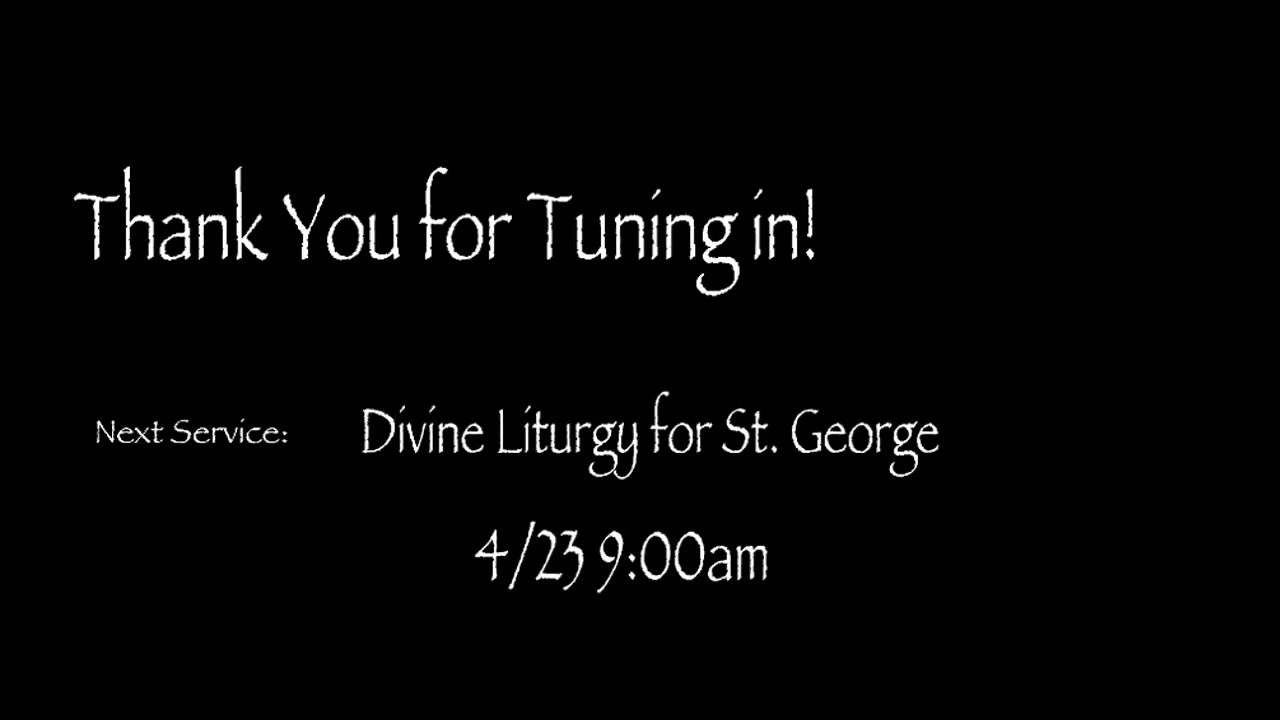 Thank You for Tuning in!
Next Service: Divine Liturgy for St. George
4/23 9:00am